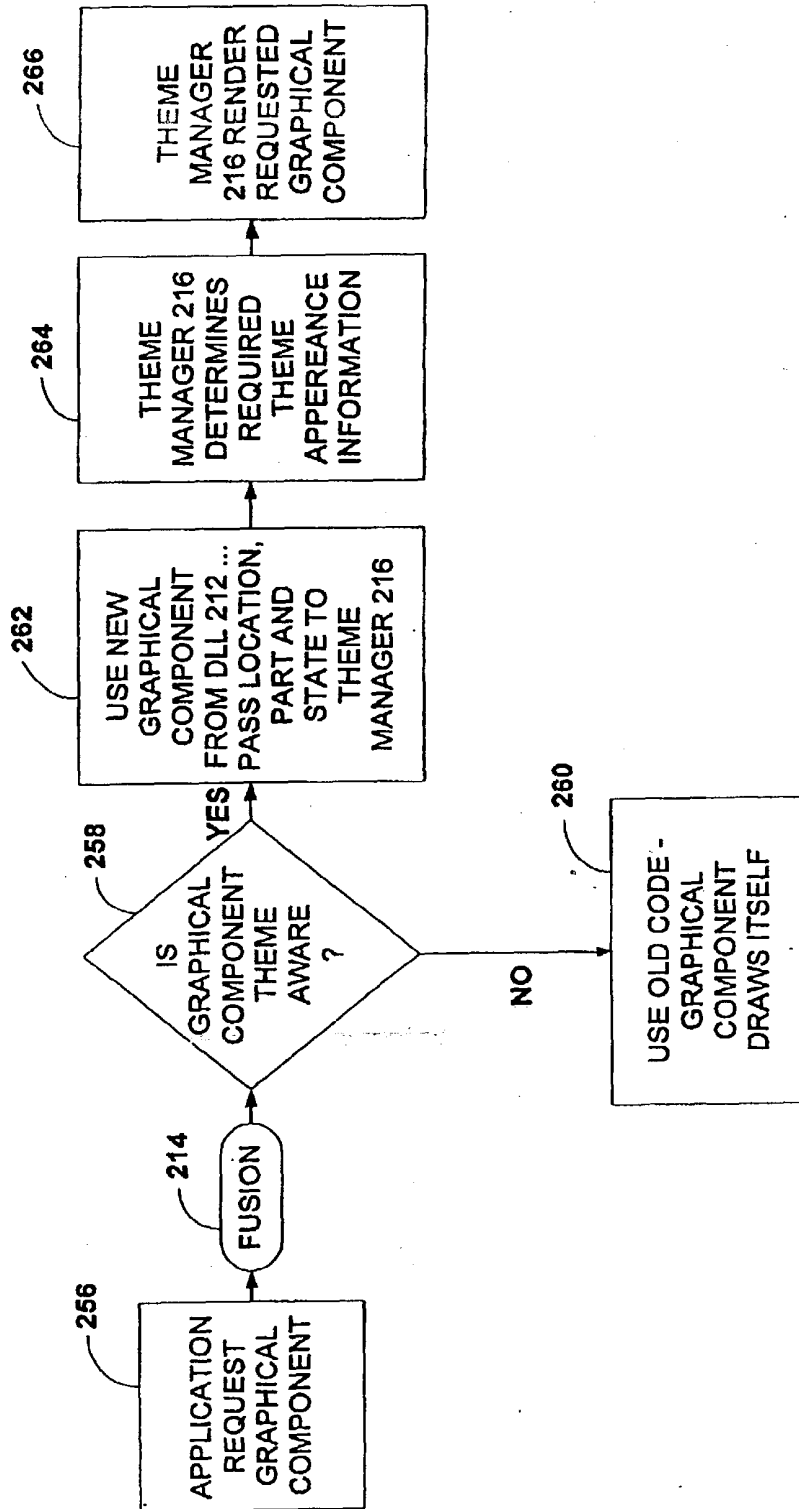 256
APPLICATION
REQUEST
GRAPHICAL
COMPONENT
214
FUSION
258
IS
GRAPHICAL
COMPONENT
THEME
AWARE
?
YES
NO
260
USE OLD CODE -
GRAPHICAL
COMPONENT
DRAWS ITSELF
262
USE NEW
GRAPHICAL
COMPONENT
FROM DLL 212 ...
PASS LOCATION,
PART AND
STATE TO
THEME
MANAGER 216
264
THEME
MANAGER 216
DETERMINES
REQUIRED
THEME
APPEREANCE
INFORMATION
266
THEME
MANAGER
216 RENDER
REQUESTED
GRAPHICAL
COMPONENT